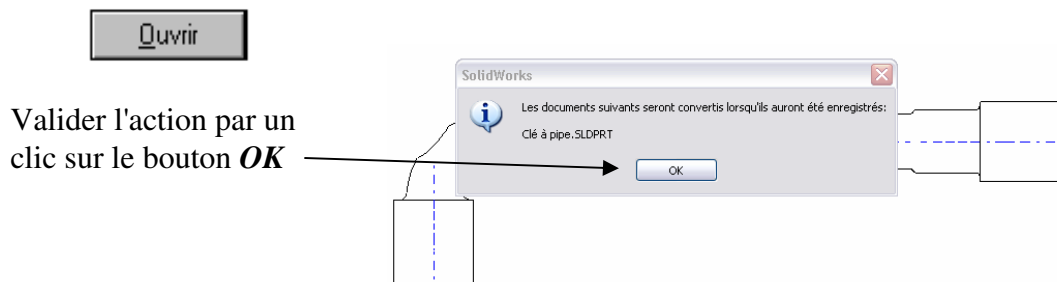 Ouvrir
Valider l'action par un
clic sur le bouton OK
SolidWorks
Les documents suivants seront convertis lorsqu'ils auront été enregistrés:
Clé à pipe.SLDPRT
OK